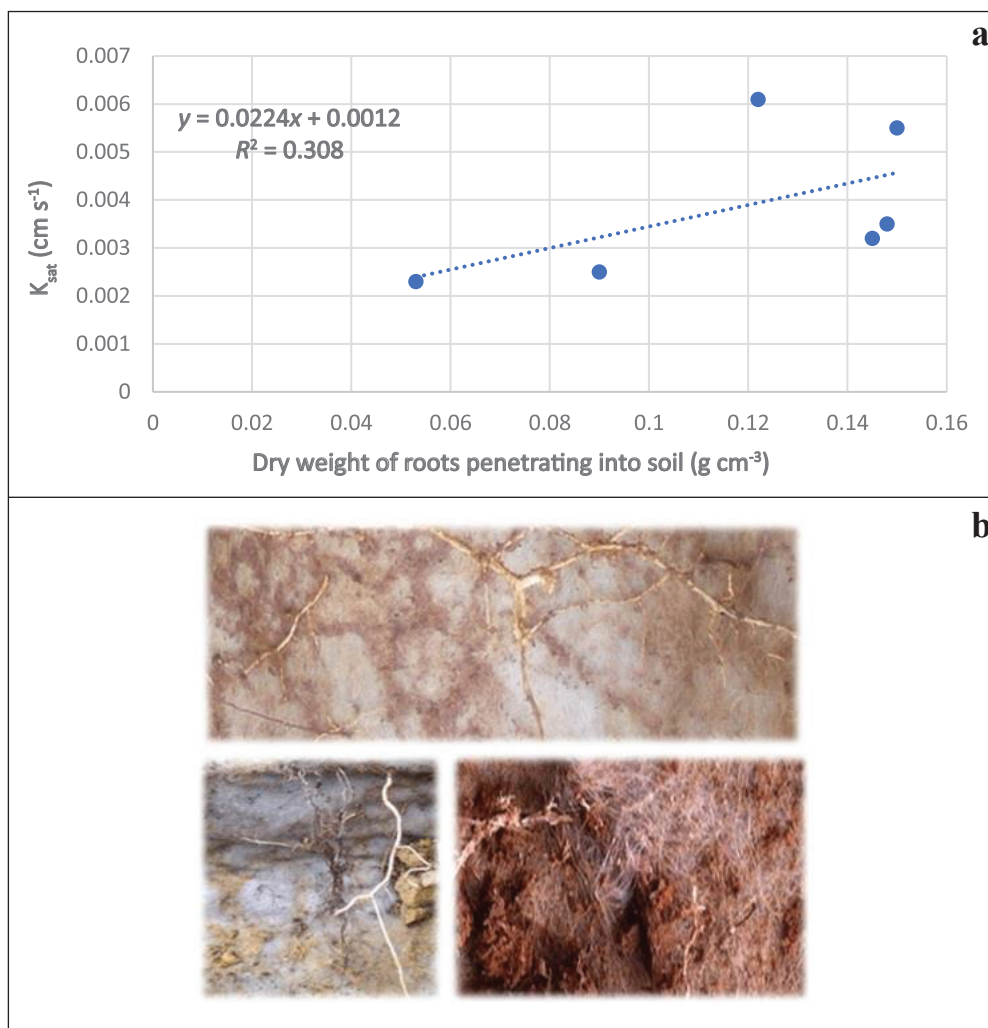 a
0.007
0.006
0.005
0.004
0.003
0.002
0.001
0
y = 0.0224x + 0.0012
R² = 0.308
K_sat (cm s⁻¹)
0 0.02 0.04 0.06 0.08 0.1 0.12 0.14 0.16
Dry weight of roots penetrating into soil (g cm⁻³)
b